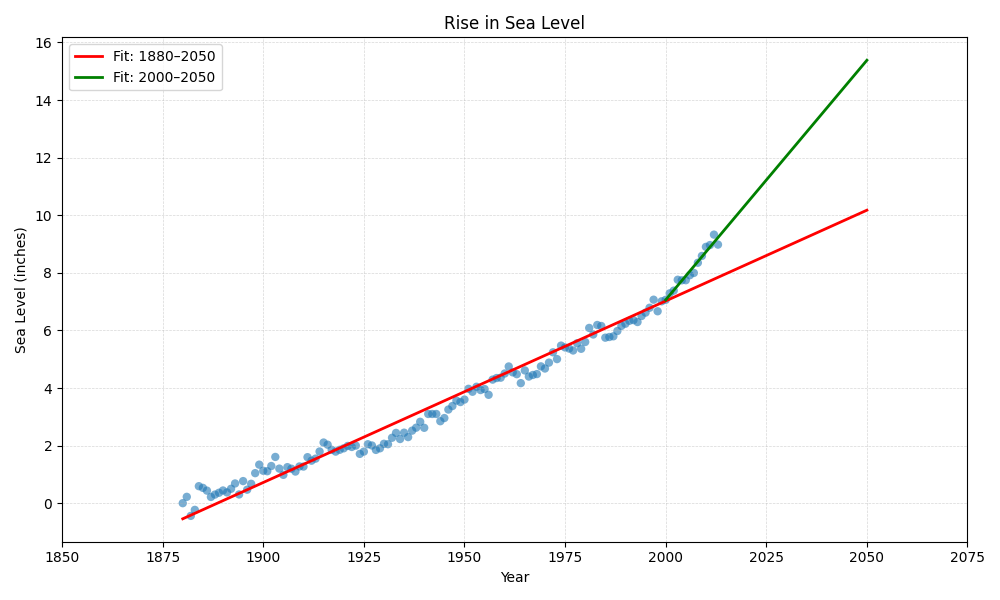 Rise in Sea Level
Fit: 1880–2050
Fit: 2000–2050
Sea Level (inches)
16
14
12
10
8
6
4
2
0
1850 1875 1900 1925 1950 1975 2000 2025 2050 2075
Year